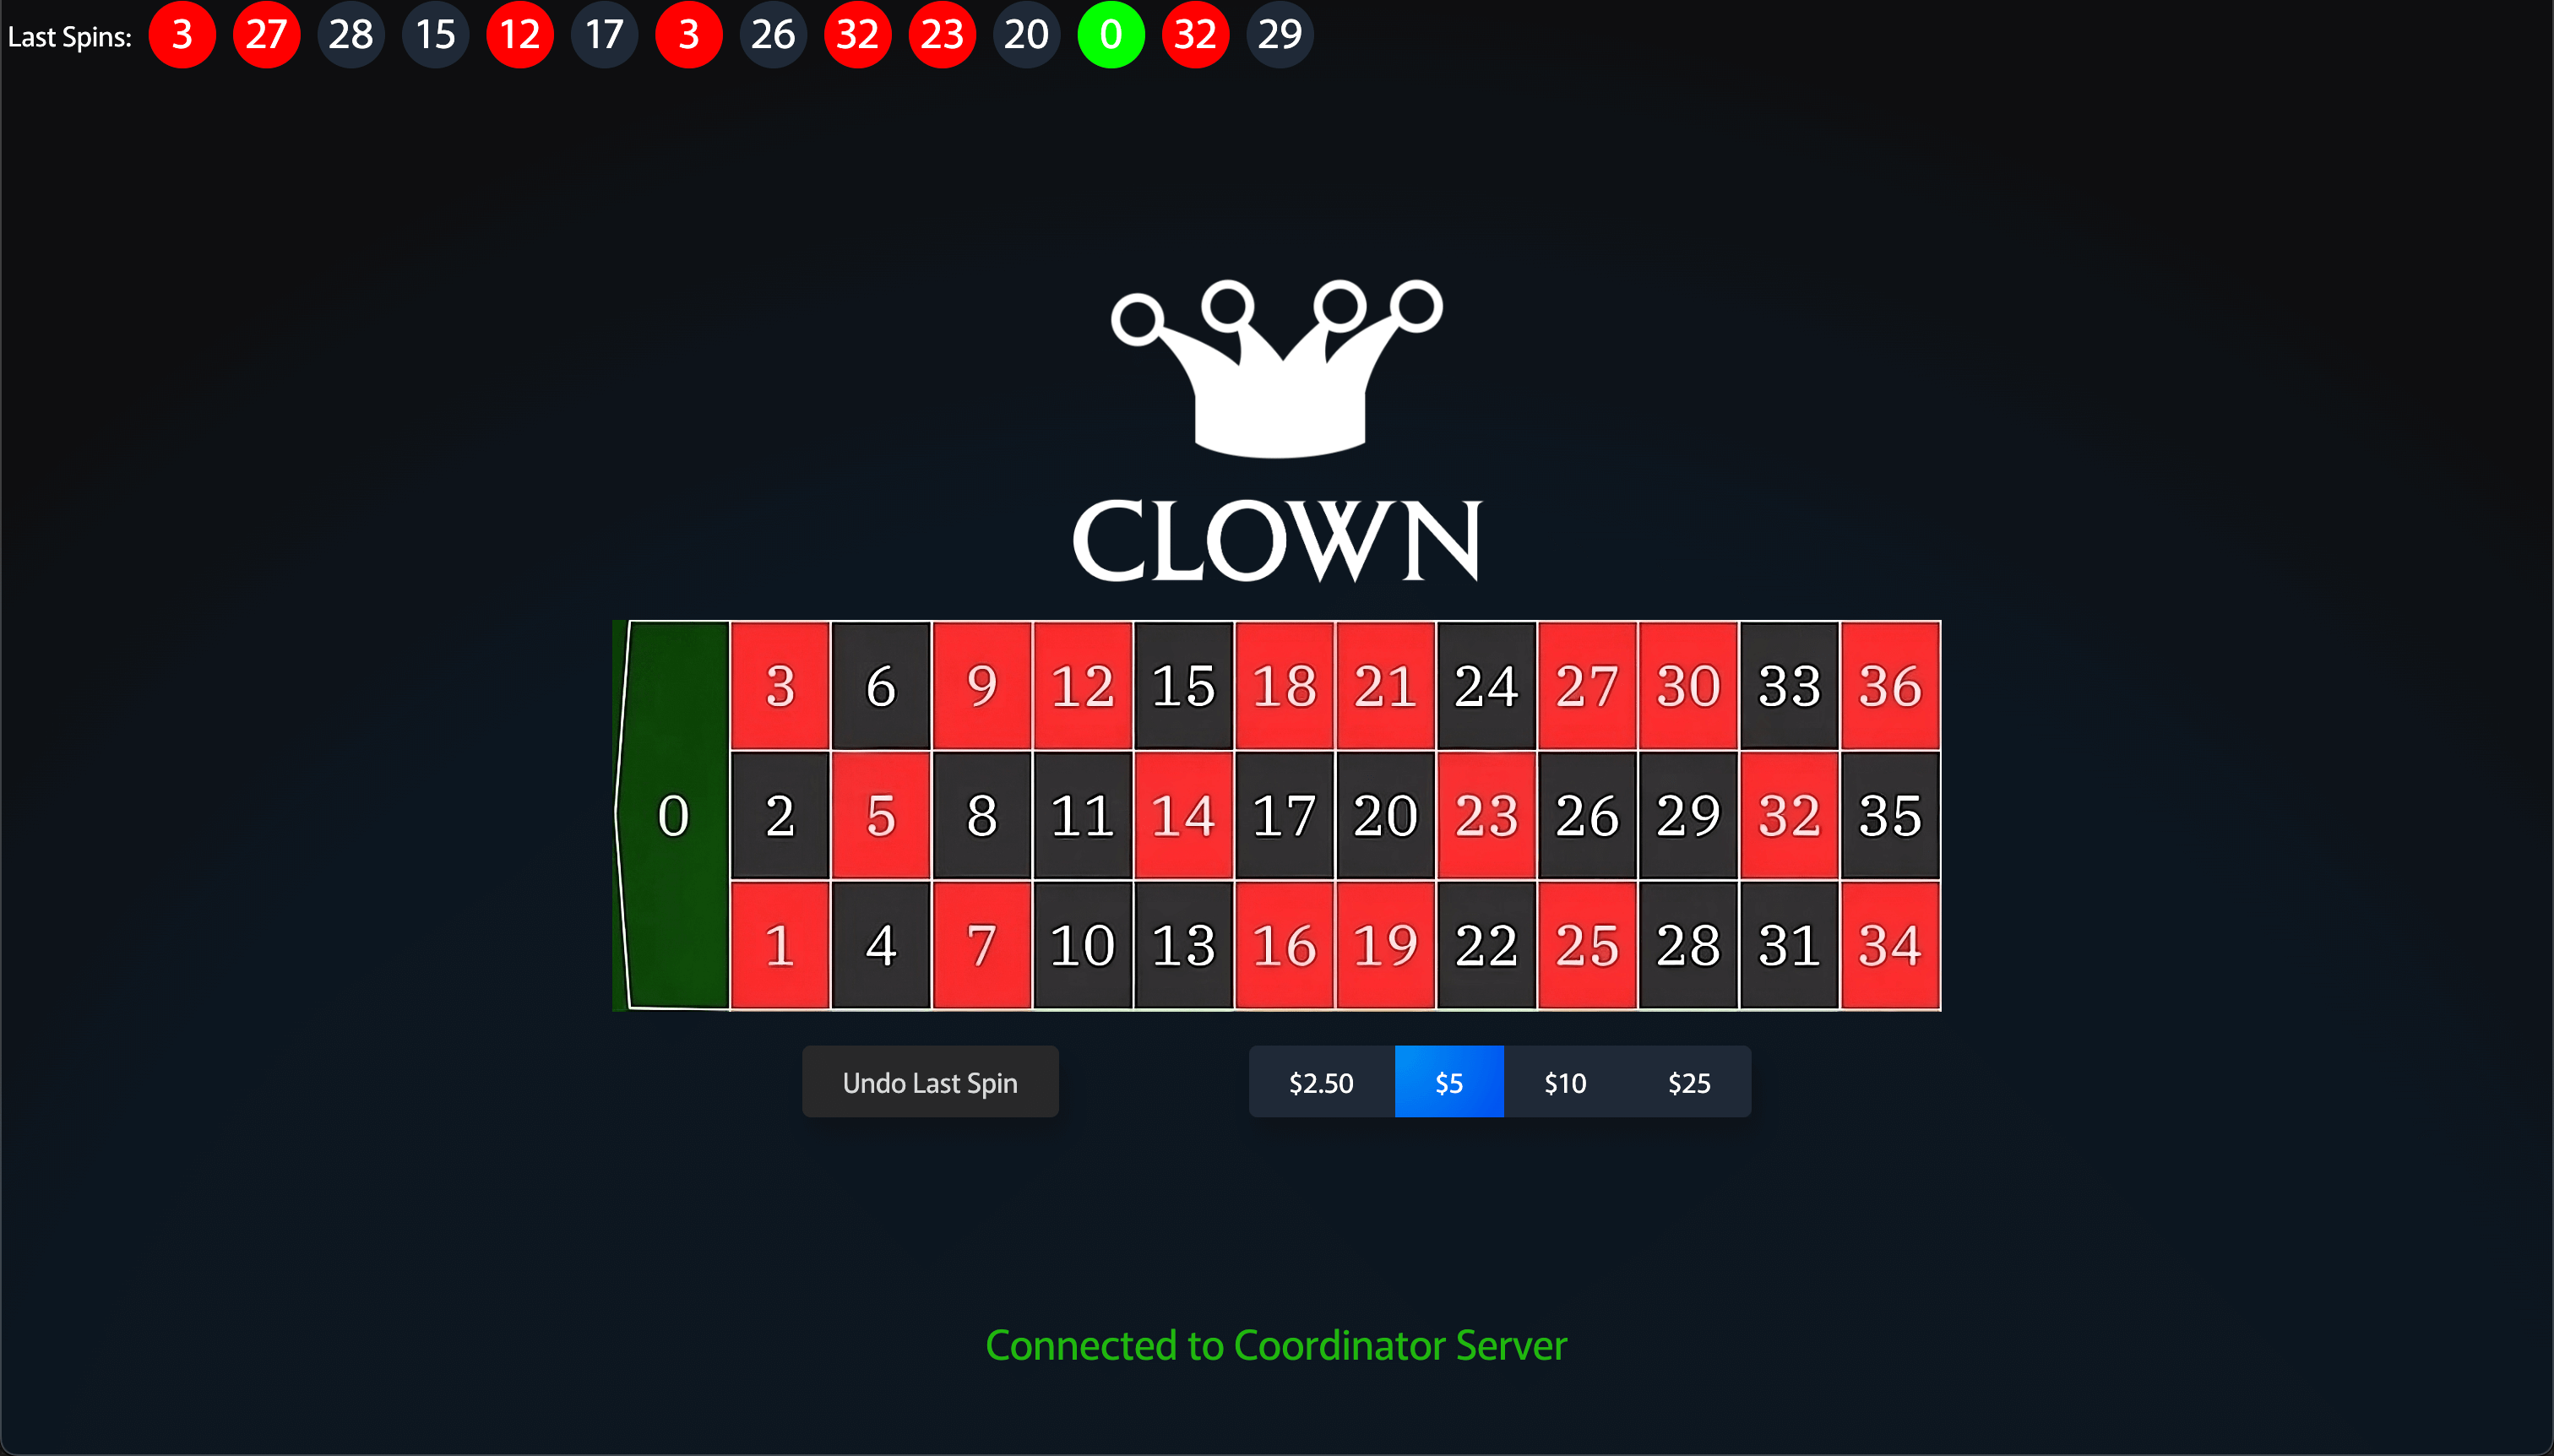 Last Spins: 3 27 28 15 12 17 3 26 32 23 20 0 32 29
CLOWN
3 6 9 12 15 18 21 24 27 30 33 36
0 2 5 8 11 14 17 20 23 26 29 32 35
1 4 7 10 13 16 19 22 25 28 31 34
Undo Last Spin $2.50 $5 $10 $25
Connected to Coordinator Server